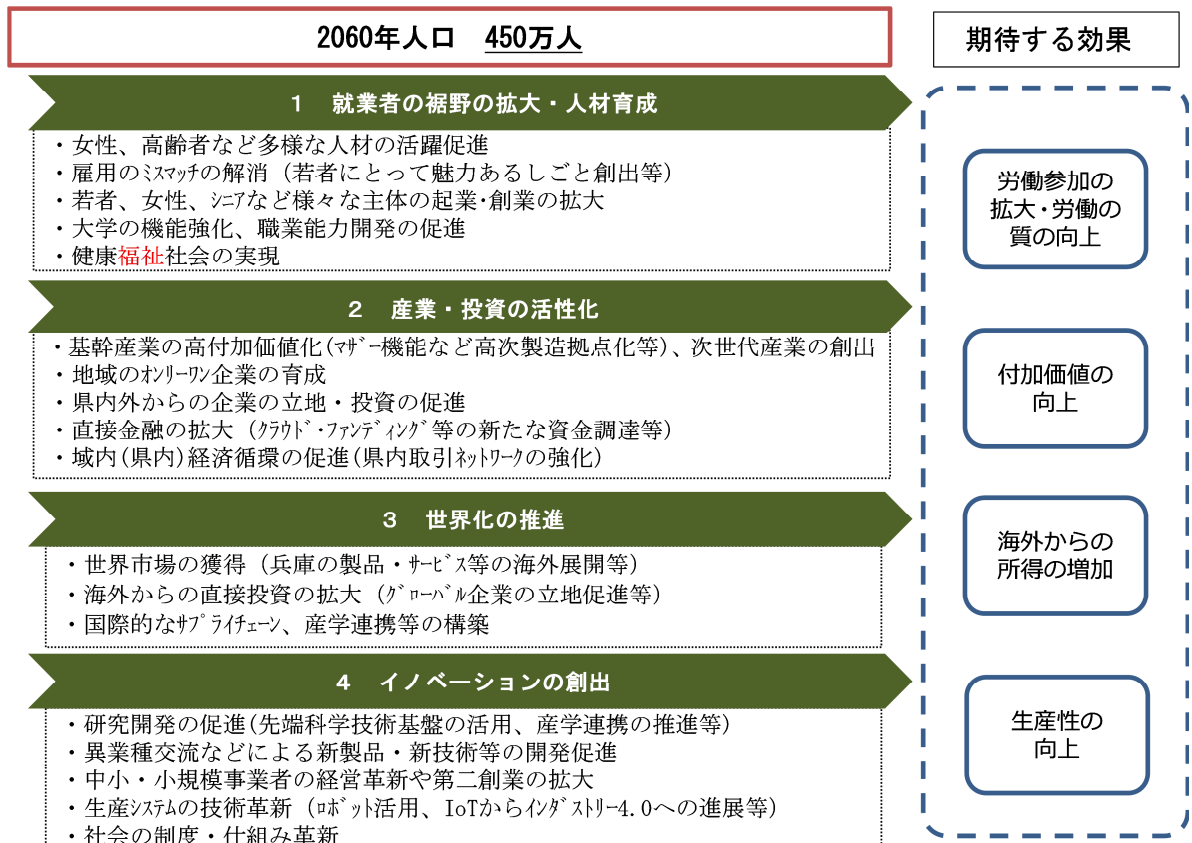 2060年人口　450万人
期待する効果
１　就業者の裾野の拡大・人材育成
・女性、高齢者など多様な人材の活躍促進
・雇用のﾐｽﾏｯﾁの解消（若者にとって魅力あるしごと創出等）
・若者、女性、ｼﾆｱなど様々な主体の起業･創業の拡大
・大学の機能強化、職業能力開発の促進
・健康福祉社会の実現
労働参加の
拡大・労働の
質の向上
２　産業・投資の活性化
・基幹産業の高付加価値化(ﾏｻﾞｰ機能など高次製造拠点化等)、次世代産業の創出
・地域のｵﾝﾘｰﾜﾝ企業の育成
・県内外からの企業の立地・投資の促進
・直接金融の拡大（ｸﾗｳﾄﾞ･ﾌｧﾝﾃﾞｨﾝｸﾞ等の新たな資金調達等）
・域内(県内)経済循環の促進(県内取引ﾈｯﾄﾜｰｸの強化)
付加価値の
向上
３　世界化の推進
・世界市場の獲得（兵庫の製品・ｻｰﾋﾞｽ等の海外展開等）
・海外からの直接投資の拡大（ｸﾞﾛｰﾊﾞﾙ企業の立地促進等）
・国際的なｻﾌﾟﾗｲﾁｪｰﾝ、産学連携等の構築
海外からの
所得の増加
４　イノベーションの創出
・研究開発の促進(先端科学技術基盤の活用、産学連携の推進等)
・異業種交流などによる新製品・新技術等の開発促進
・中小・小規模事業者の経営革新や第二創業の拡大
・生産ｼｽﾃﾑの技術革新（ﾛﾎﾞｯﾄ活用、IoTからｲﾝﾀﾞｽﾄﾘｰ4.0への進展等）
・社会の制度・仕組み革新
生産性の
向上